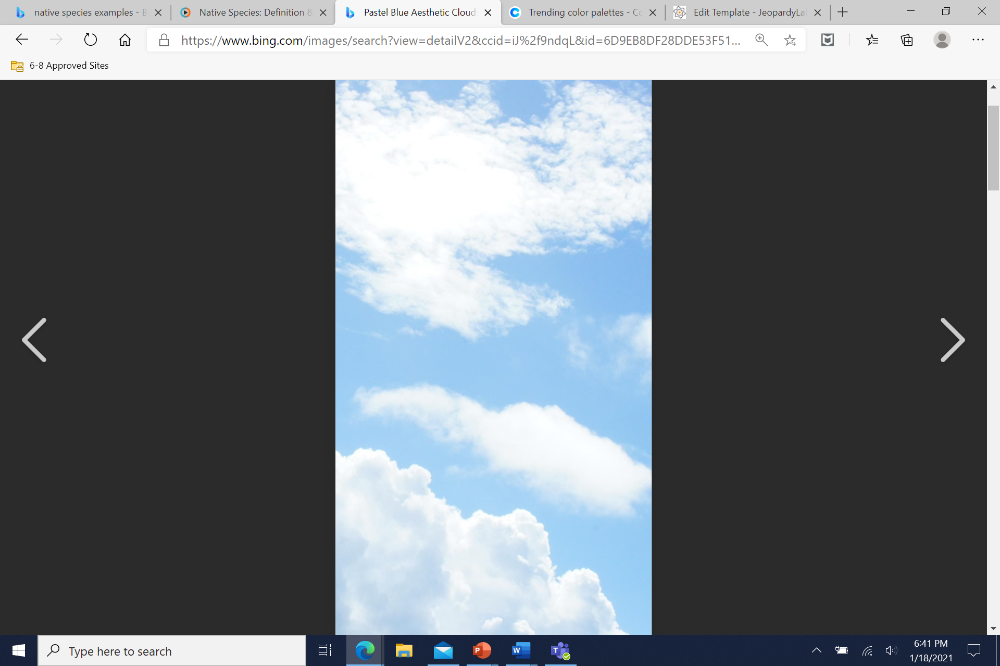 native species examples - B
Native Species: Definition &
Pastel Blue Aesthetic Cloud
Trending color palettes - Co
Edit Template - JeopardyLa
https://www.bing.com/images/search?view=detailV2&ccid=iJ%2f9ndqL&id=6D9EB8DF28DDE53F51...
6-8 Approved Sites
Type here to search
6:41 PM
1/18/2021